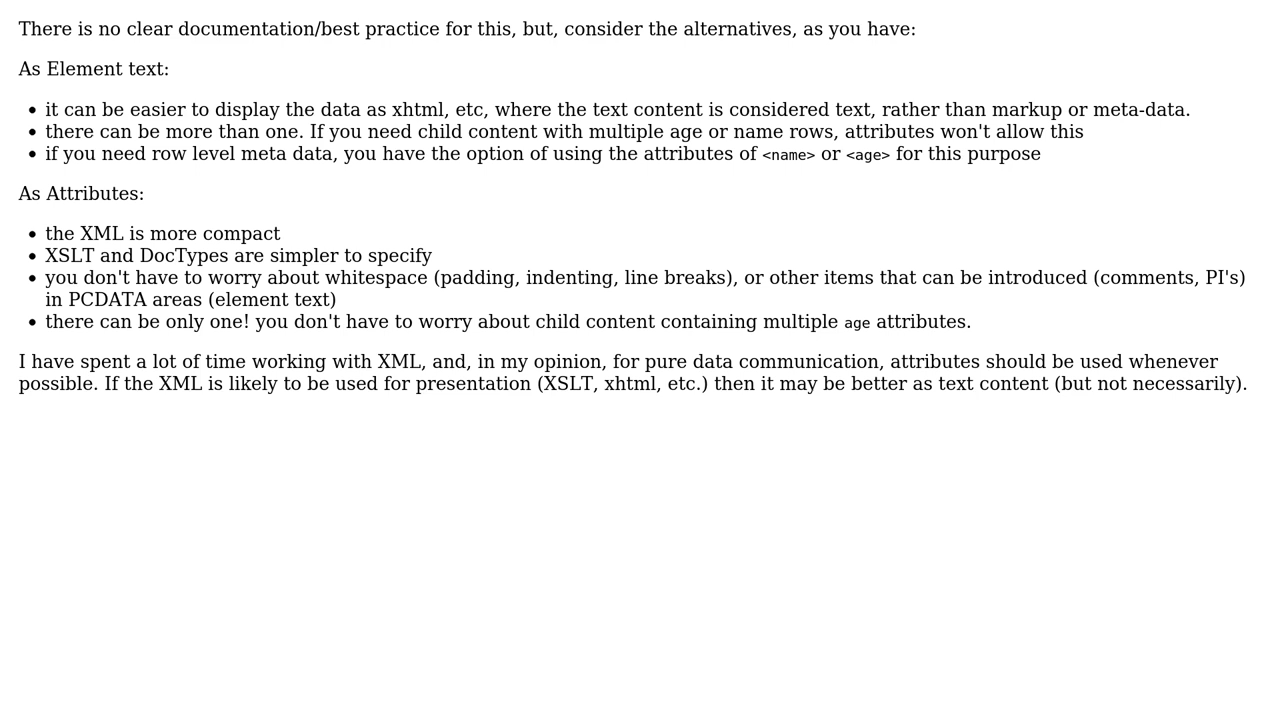 There is no clear documentation/best practice for this, but, consider the alternatives, as you have:
As Element text:
• it can be easier to display the data as xhtml, etc, where the text content is considered text, rather than markup or meta-data.
• there can be more than one. If you need child content with multiple age or name rows, attributes won't allow this
• if you need row level meta data, you have the option of using the attributes of <name> or <age> for this purpose
As Attributes:
• the XML is more compact
• XSLT and DocTypes are simpler to specify
• you don't have to worry about whitespace (padding, indenting, line breaks), or other items that can be introduced (comments, PI's)
in PCDATA areas (element text)
• there can be only one! you don't have to worry about child content containing multiple age attributes.
I have spent a lot of time working with XML, and, in my opinion, for pure data communication, attributes should be used whenever
possible. If the XML is likely to be used for presentation (XSLT, xhtml, etc.) then it may be better as text content (but not necessarily).